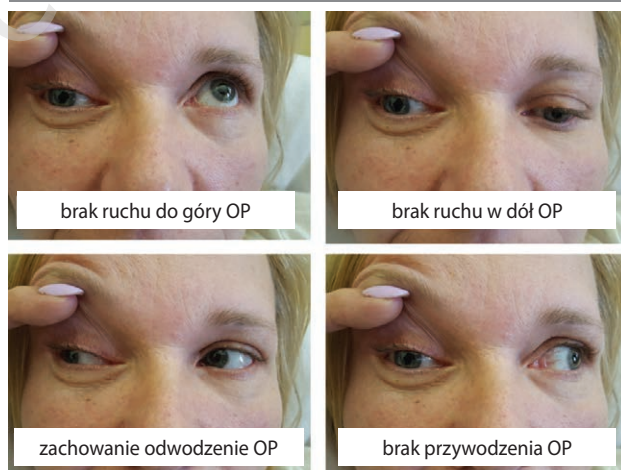 brak ruchu do góry OP
brak ruchu w dół OP
zachowanie odwodzenie OP
brak przywodzenia OP